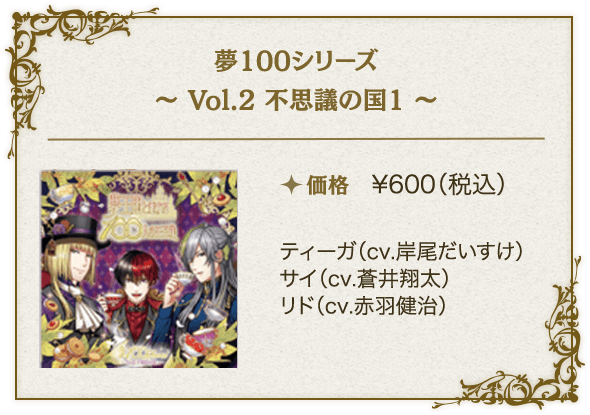 夢100シリーズ
～ Vol.2 不思議の国1 ～
価格 ¥600（税込）
ティーガ（cv.岸尾だいすけ）
サイ（cv.蒼井翔太）
リド（cv.赤羽健治）